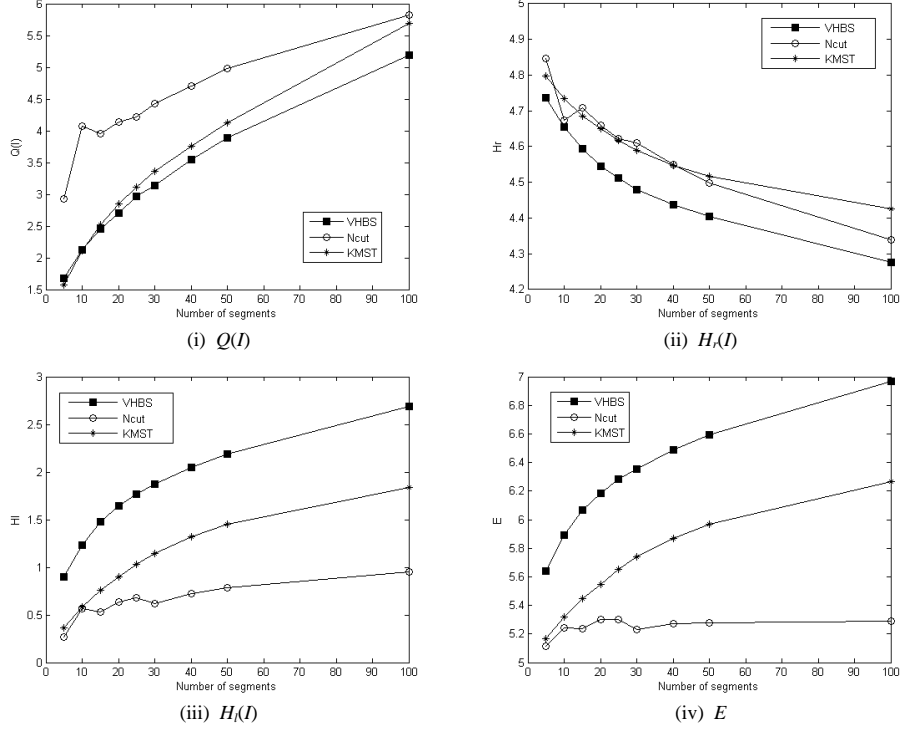 6
5.5
5
4.5
4
3.5
3
2.5
2
1.5
Q(I)
VHBS
Ncut
KMST
0 10 20 30 40 50 60 70 80 90 100
Number of segments
(i) Q(I)
5
4.9
4.8
4.7
4.6
4.5
4.4
4.3
4.2
Hr
VHBS
Ncut
KMST
0 10 20 30 40 50 60 70 80 90 100
Number of segments
(ii) Hr(I)
3
2.5
2
1.5
1
0.5
0
Hl
VHBS
Ncut
KMST
0 10 20 30 40 50 60 70 80 90 100
Number of segments
(iii) Hl(I)
7
6.8
6.6
6.4
6.2
6
5.8
5.6
5.4
5.2
5
E
VHBS
Ncut
KMST
0 10 20 30 40 50 60 70 80 90 100
Number of segments
(iv) E